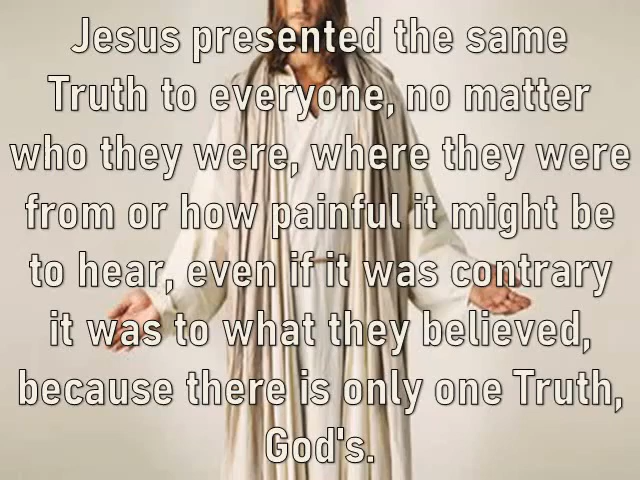 Jesus presented the same
Truth to everyone, no matter
who they were, where they were
from or how painful it might be
to hear, even if it was contrary
it was to what they believed,
because there is only one Truth,
God's.